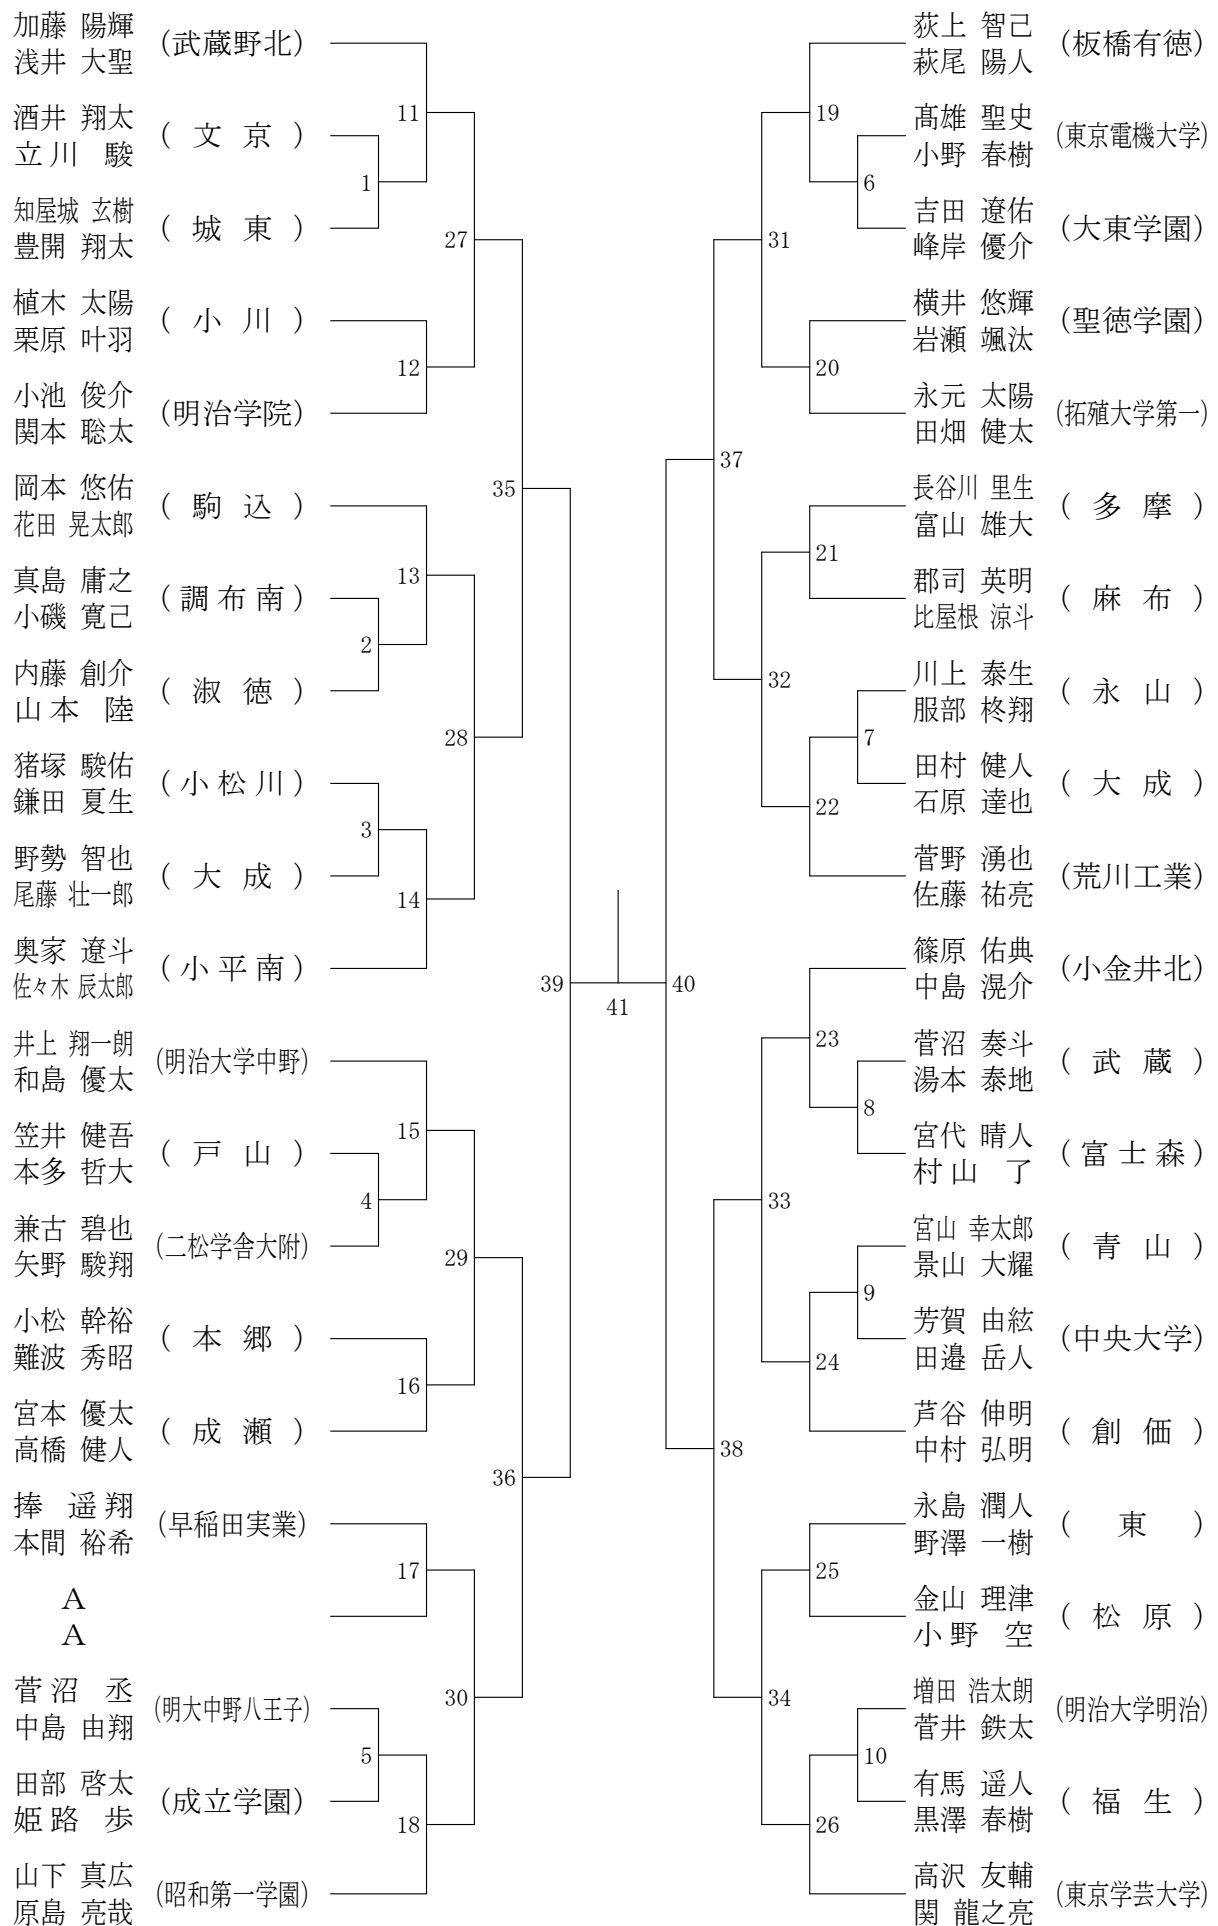 加藤 陽輝
浅井 大聖
(武蔵野北)
酒井 翔太
立川 駿
( 文 京 )
知屋城 玄樹
豊開 翔太
( 城 東 )
植木 太陽
栗原 叶羽
( 小 川 )
小池 俊介
関本 聡太
(明治学院)
岡本 悠佑
花田 晃太郎
( 駒 込 )
真島 庸之
小磯 寛己
( 調 布 南 )
内藤 創介
山本 陸
( 淑 徳 )
猪塚 駿佑
鎌田 夏生
( 小 松 川 )
野勢 智也
尾藤 壮一郎
( 大 成 )
奥家 遼斗
佐々木 辰太郎
( 小 平 南 )
井上 翔一朗
和島 優太
(明治大学中野)
笠井 健吾
本多 哲大
( 戸 山 )
兼古 碧也
矢野 駿翔
(二松学舎大附)
小松 幹裕
難波 秀昭
( 本 郷 )
宮本 優太
高橋 健人
( 成 瀬 )
捧 遥翔
本間 裕希
(早稲田実業)
A
A
菅沼 丞
中島 由翔
(明大中野八王子)
田部 啓太
姫路 歩
(成立学園)
山下 真広
原島 亮哉
(昭和第一学園)
11
1
27
12
35
13
2
28
3
14
39
15
4
29
16
36
17
30
5
18
41
40
19
6
31
20
37
21
32
7
22
23
8
33
9
24
38
25
34
10
26
荻上 智己
萩尾 陽人
(板橋有徳)
髙雄 聖史
小野 春樹
(東京電機大学)
吉田 遼佑
峰岸 優介
(大東学園)
横井 悠輝
岩瀬 颯汰
(聖徳学園)
永元 太陽
田畑 健太
(拓殖大学第一)
長谷川 里生
富山 雄大
( 多 摩 )
郡司 英明
比屋根 涼斗
( 麻 布 )
川上 泰生
服部 柊翔
( 永 山 )
田村 健人
石原 達也
( 大 成 )
菅野 湧也
佐藤 祐亮
(荒川工業)
篠原 佑典
中島 滉介
(小金井北)
菅沼 奏斗
湯本 泰地
( 武 蔵 )
宮代 晴人
村山 了
( 富 士 森 )
宮山 幸太郎
景山 大耀
( 青 山 )
芳賀 由絃
田邉 岳人
(中央大学)
芦谷 伸明
中村 弘明
( 創 価 )
永島 潤人
野澤 一樹
( 東 )
金山 理津
小野 空
( 松 原 )
増田 浩太朗
菅井 鉄太
(明治大学明治)
有馬 遥人
黒澤 春樹
( 福 生 )
高沢 友輔
関 龍之亮
(東京学芸大学)